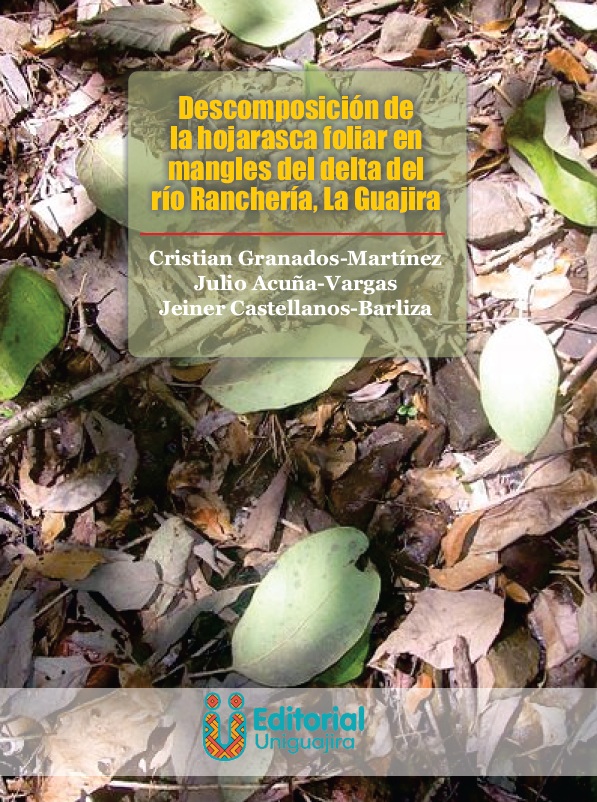 Descomposición de
la hojarasca foliar en
mangles del delta del
río Ranchería, La Guajira
Cristian Granados-Martínez
Julio Acuña-Vargas
Jeiner Castellanos-Barliza
Editorial
Uniguajira